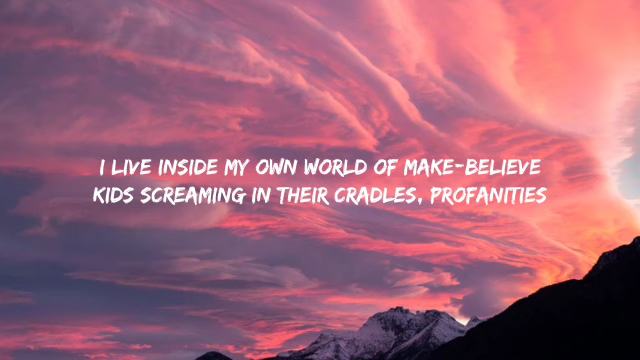 I LIVE INSIDE MY OWN WORLD OF MAKE-BELIEVE
KIDS SCREAMING IN THEIR CRADLES, PROFANITIES